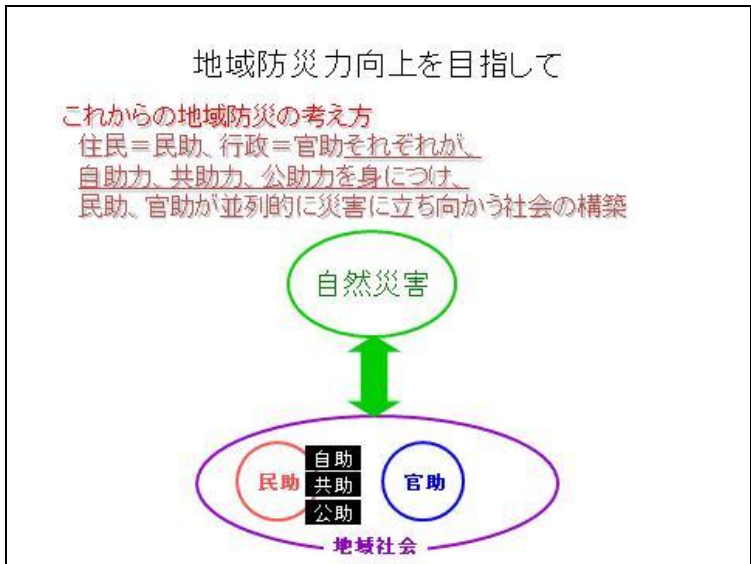 地域防災力向上を目指して
これからの地域防災の考え方
住民＝民助、行政＝官助それぞれが、
自助力、共助力、公助力を身につけ、
民助、官助が並列的に災害に立ち向かう社会の構築
自然災害
民助
自助
共助
公助
官助
地域社会